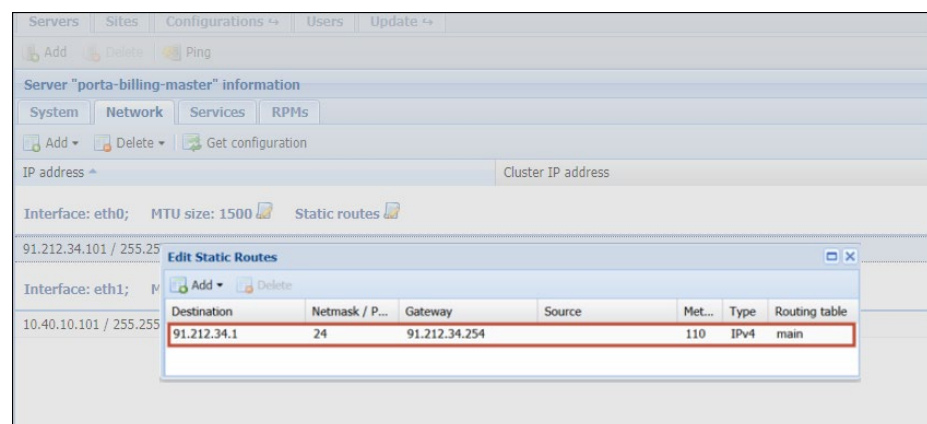 Servers Sites Configurations ↪ Users Update ↪
Add Delete Ping
Server "porta-billing-master" information
System Network Services RPMs
Add Delete Get configuration
IP address Cluster IP address
Interface: eth0; MTU size: 1500 Static routes
91.212.34.101 / 255.25
Edit Static Routes
Interface: eth1; M
Add Delete
Destination Netmask / P... Gateway Source Met... Type Routing table
10.40.10.101 / 255.255
91.212.34.1 24 91.212.34.254 110 IPv4 main